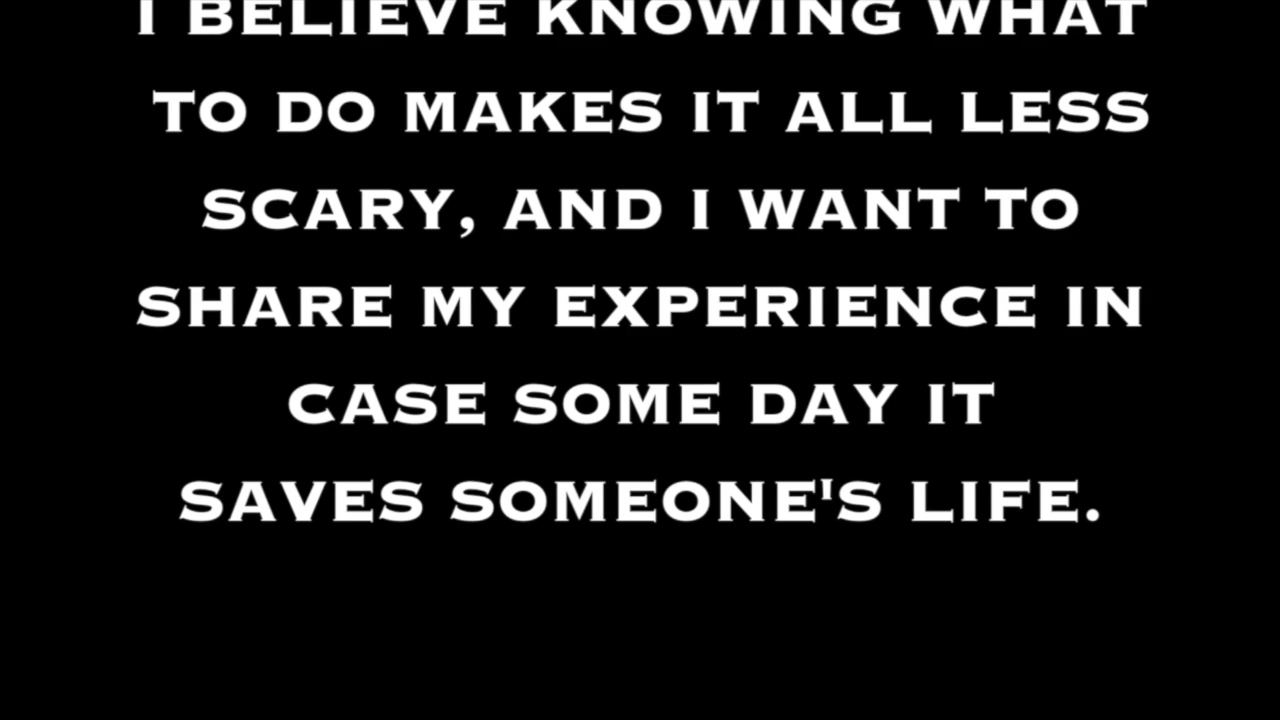 I BELIEVE KNOWING WHAT
TO DO MAKES IT ALL LESS
SCARY, AND I WANT TO
SHARE MY EXPERIENCE IN
CASE SOME DAY IT
SAVES SOMEONE'S LIFE.